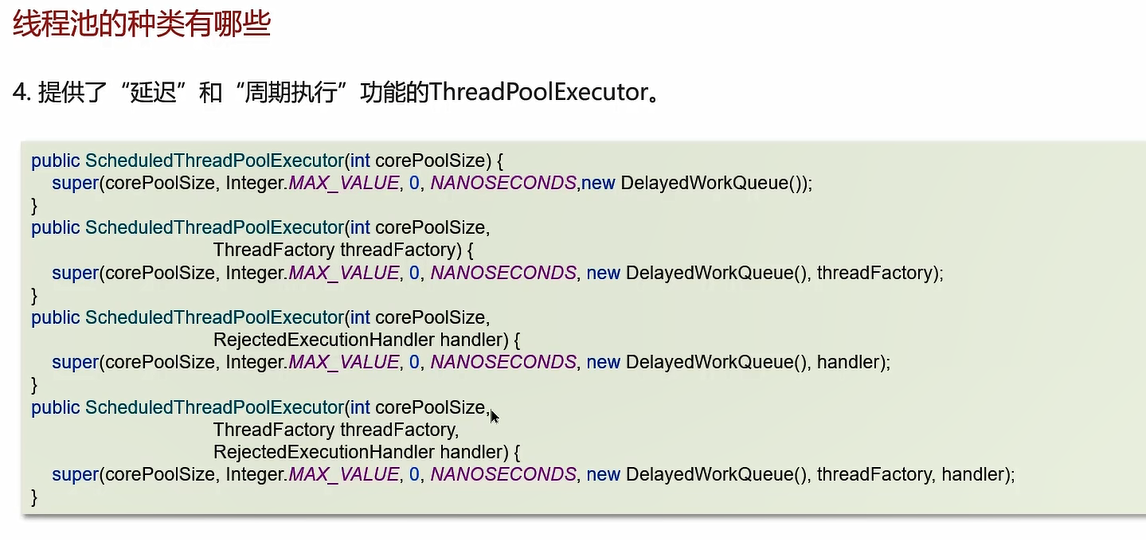 线程池的种类有哪些
4. 提供了“延迟”和“周期执行”功能的ThreadPoolExecutor。
public ScheduledThreadPoolExecutor(int corePoolSize) {
super(corePoolSize, Integer.MAX_VALUE, 0, NANOSECONDS,new DelayedWorkQueue());
}
public ScheduledThreadPoolExecutor(int corePoolSize,
ThreadFactory threadFactory) {
super(corePoolSize, Integer.MAX_VALUE, 0, NANOSECONDS, new DelayedWorkQueue(), threadFactory);
}
public ScheduledThreadPoolExecutor(int corePoolSize,
RejectedExecutionHandler handler) {
super(corePoolSize, Integer.MAX_VALUE, 0, NANOSECONDS, new DelayedWorkQueue(), handler);
}
public ScheduledThreadPoolExecutor(int corePoolSize,
ThreadFactory threadFactory,
RejectedExecutionHandler handler) {
super(corePoolSize, Integer.MAX_VALUE, 0, NANOSECONDS, new DelayedWorkQueue(), threadFactory, handler);
}